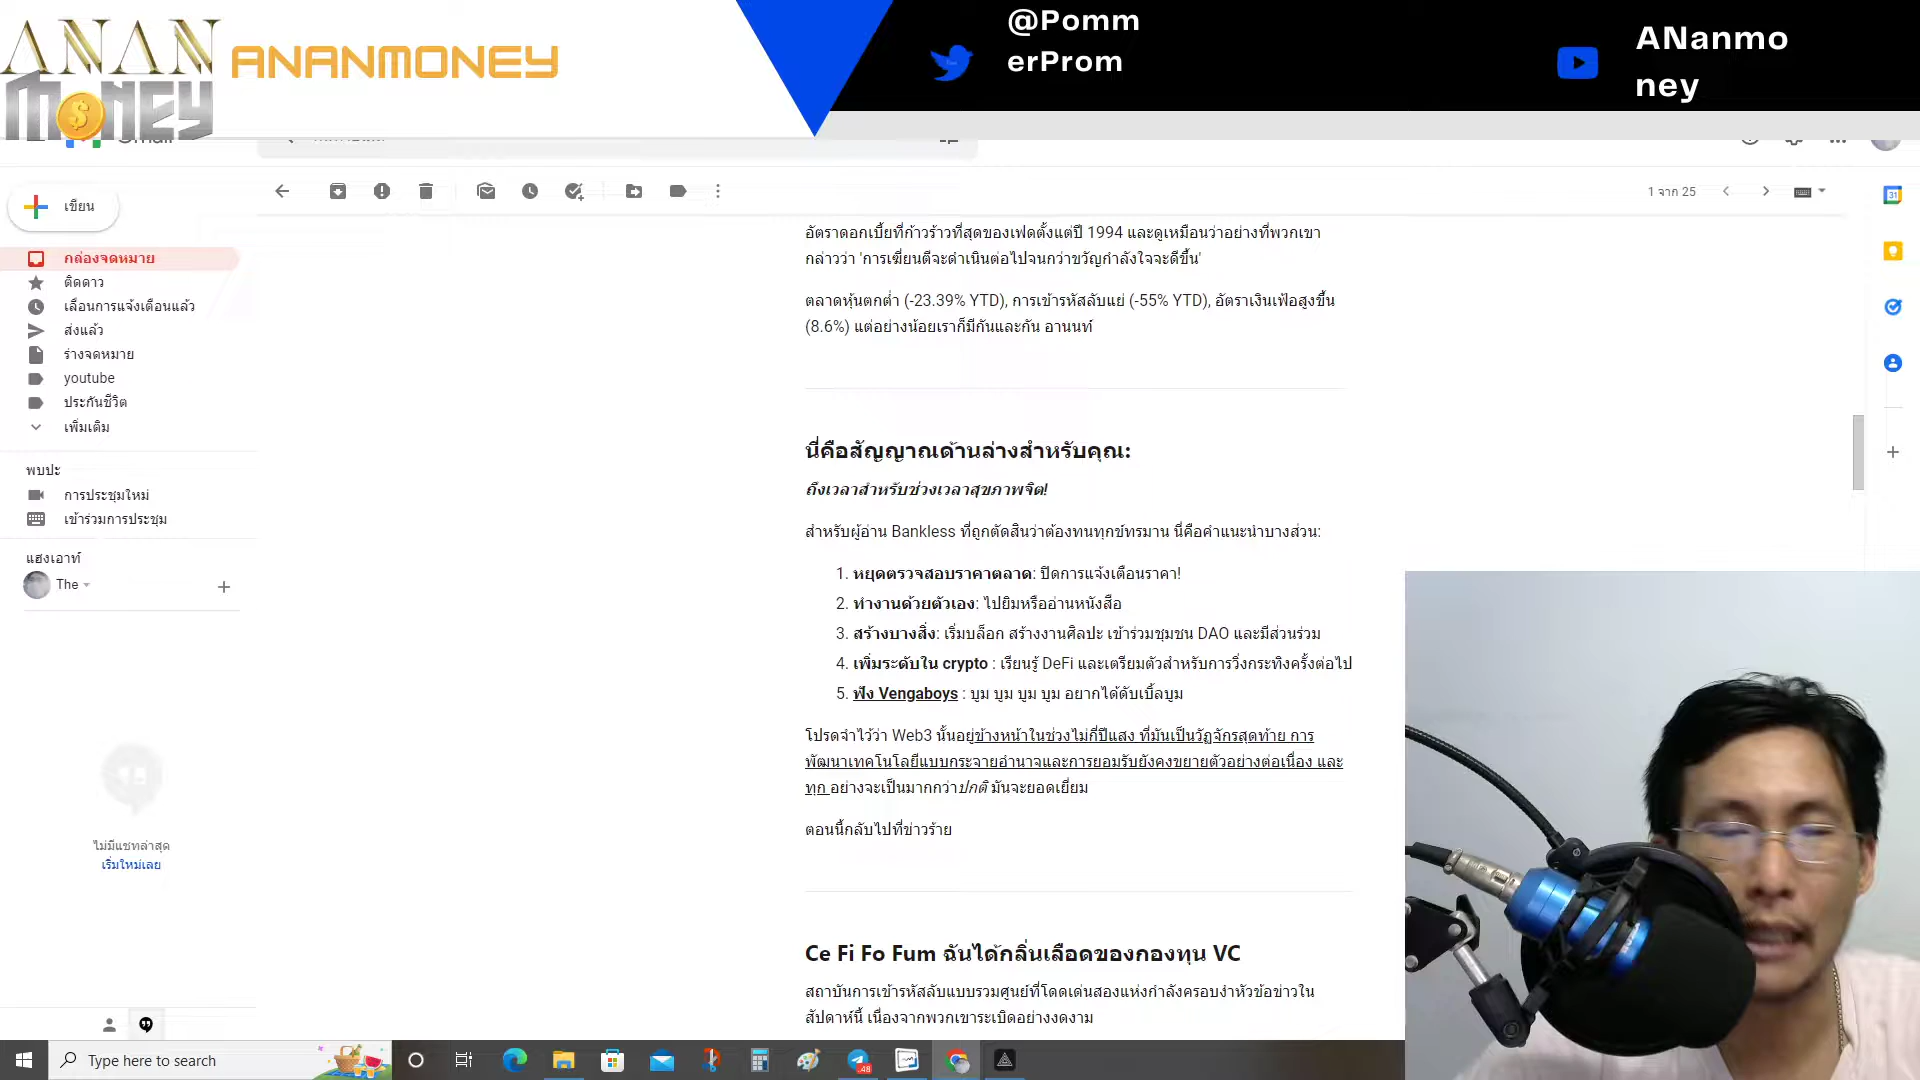 ANAN
MONEY
ANANMONEY
@Pomm
erProm
ANanmo
ney
1 จาก 25
เขียน
กล่องจดหมาย
ติดดาว
เลื่อนการแจ้งเตือนแล้ว
ส่งแล้ว
ร่างจดหมาย
youtube
ประกันชีวิต
เพิ่มเติม
พบปะ
การประชุมใหม่
เข้าร่วมการประชุม
แฮงเอาท์
The
ไม่มีแชทล่าสุด
เริ่มใหม่เลย
อัตราดอกเบี้ยที่ก้าวร้าวที่สุดของเฟดตั้งแต่ปี 1994 และดูเหมือนว่าอย่างที่พวกเขา
กล่าวว่า 'การเฆี่ยนตีจะดำเนินต่อไปจนกว่าขวัญกำลังใจจะดีขึ้น'
ตลาดหุ้นตกต่ำ (-23.39% YTD), การเข้ารหัสลับแย่ (-55% YTD), อัตราเงินเฟ้อสูงขึ้น
(8.6%) แต่อย่างน้อยเราก็มีกันและกัน อานนท์
นี่คือสัญญาณด้านล่างสำหรับคุณ:
ถึงเวลาสำหรับช่วงเวลาสุขภาพจิต!
สำหรับผู้อ่าน Bankless ที่ถูกตัดสินว่าต้องทนทุกข์ทรมาน นี่คือคำแนะนำบางส่วน:
1. หยุดตรวจสอบราคาตลาด: ปิดการแจ้งเตือนราคา!
2. ทำงานด้วยตัวเอง: ไปยิมหรืออ่านหนังสือ
3. สร้างบางสิ่ง: เริ่มบล็อก สร้างงานศิลปะ เข้าร่วมชุมชน DAO และมีส่วนร่วม
4. เพิ่มระดับใน crypto : เรียนรู้ DeFi และเตรียมตัวสำหรับการวิ่งกระทิงครั้งต่อไป
5. ฟัง Vengaboys : บูม บูม บูม บูม อยากได้ดับเบิ้ลบูม
โปรดจำไว้ว่า Web3 นั้นอยู่ข้างหน้าในช่วงไม่กี่ปีแสง ที่มันเป็นวัฏจักรสุดท้าย การ
พัฒนาเทคโนโลยีแบบกระจายอำนาจและการยอมรับยังคงขยายตัวอย่างต่อเนื่อง และ
ทุก อย่างจะเป็นมากกว่าปกติ มันจะยอดเยี่ยม
ตอนนี้กลับไปที่ข่าวร้าย
Ce Fi Fo Fum ฉันได้กลิ่นเลือดของกองทุน VC
สถาบันการเข้ารหัสลับแบบรวมศูนย์ที่โดดเด่นสองแห่งกำลังครอบงำหัวข้อข่าวใน
สัปดาห์นี้ เนื่องจากพวกเขาระเบิดอย่างงดงาม
Type here to search